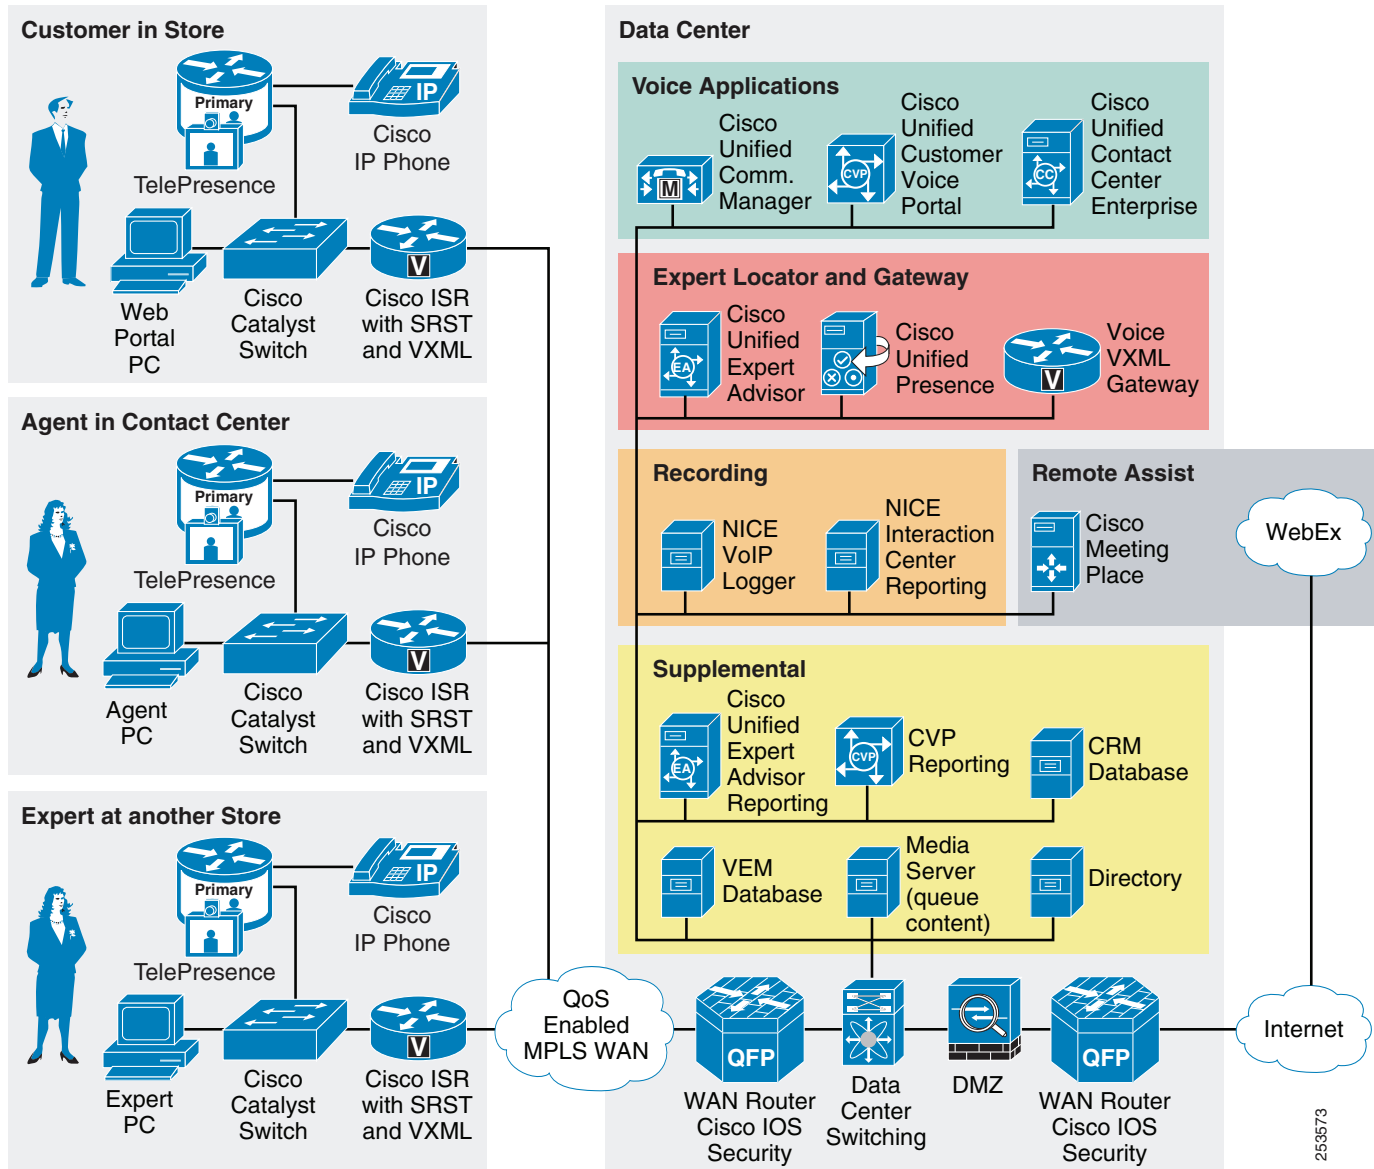 Customer in Store
Primary
TelePresence
IP
Cisco
IP Phone
Web
Portal
PC
Cisco
Catalyst
Switch
V
Cisco ISR
with SRST
and VXML
Agent in Contact Center
Primary
TelePresence
IP
Cisco
IP Phone
Agent
PC
Cisco
Catalyst
Switch
V
Cisco ISR
with SRST
and VXML
Expert at another Store
Primary
TelePresence
IP
Cisco
IP Phone
Expert
PC
Cisco
Catalyst
Switch
V
Cisco ISR
with SRST
and VXML
QoS
Enabled
MPLS WAN
Data Center
Voice Applications
M
Cisco
Unified
Comm.
Manager
CVP
Cisco
Unified
Customer
Voice
Portal
CC
Cisco
Unified
Contact
Center
Enterprise
Expert Locator and Gateway
EA
Cisco
Unified
Expert
Advisor
Cisco
Unified
Presence
V
Voice
VXML
Gateway
Recording
NICE
VoIP
Logger
NICE
Interaction
Center
Reporting
Remote Assist
Cisco
Meeting
Place
WebEx
Supplemental
EA
Cisco
Unified
Expert
Advisor
Reporting
CVP
CVP
Reporting
CRM
Database
VEM
Database
Media
Server
(queue
content)
Directory
QFP
WAN Router
Cisco IOS
Security
Data
Center
Switching
DMZ
QFP
WAN Router
Cisco IOS
Security
Internet
253573